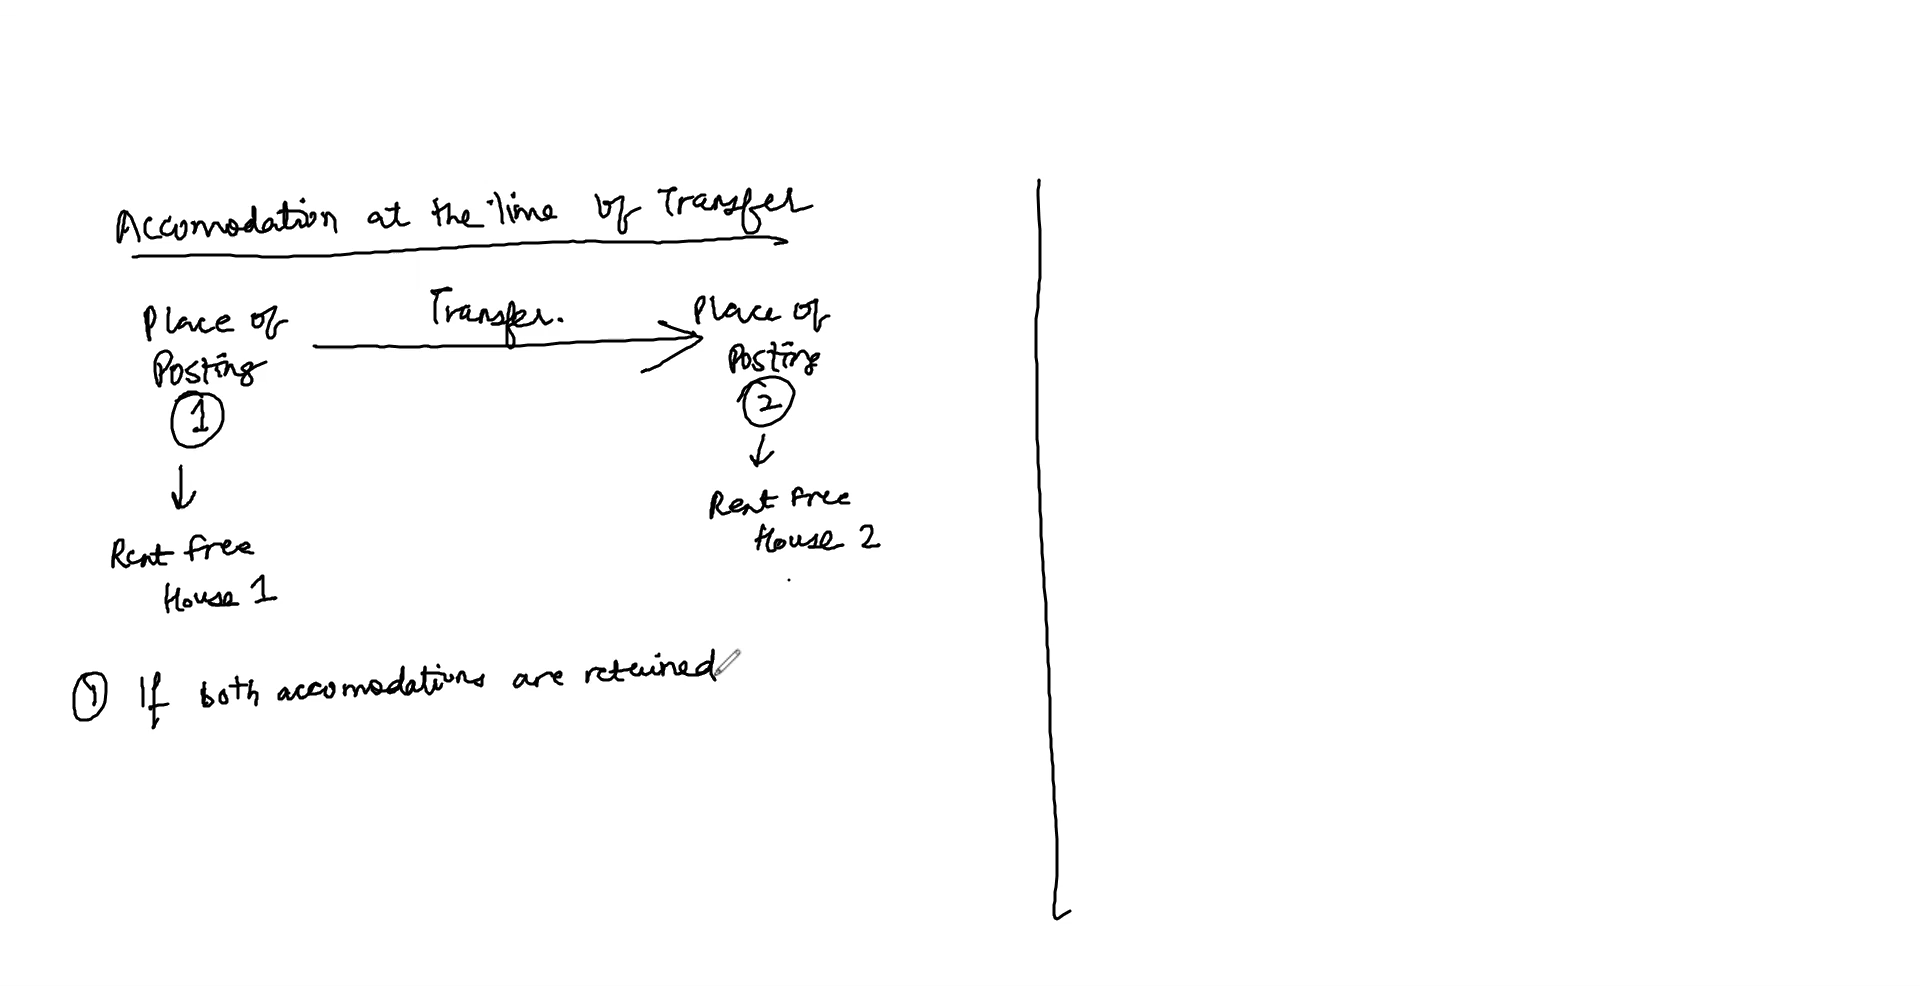 Accomodation at the time of Transfer
Place of
Posting
1
Transfer.
Place of
Posting
2
Rent free
House 1
Rent free
House 2
1 If both accomodations are retained